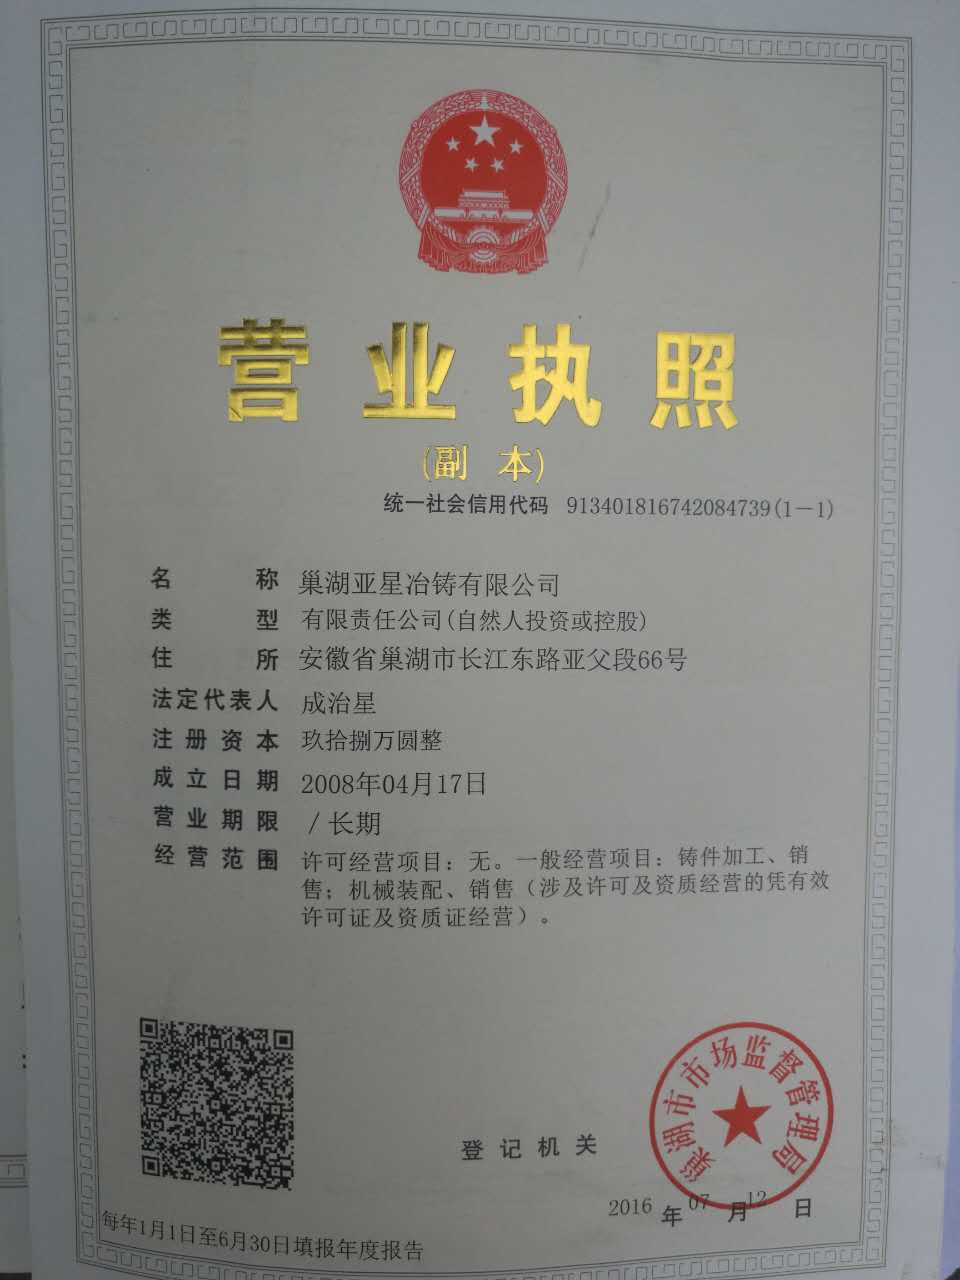 营业执照
(副 本)
统一社会信用代码 913401816742084739(1-1)
名称 巢湖亚星冶铸有限公司
类型 有限责任公司(自然人投资或控股)
住所 安徽省巢湖市长江东路亚父段66号
法定代表人 成治星
注册资本 玖拾捌万圆整
成立日期 2008年04月17日
营业期限 /长期
经营范围 许可经营项目：无。一般经营项目：铸件加工、销
售；机械装配、销售（涉及许可及资质经营的凭有效
许可证及资质证经营）。
巢湖市市场监督管理局
登记机关
2016年07月12日
每年1月1日至6月30日填报年度报告